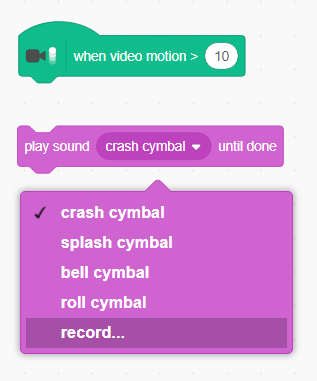 when video motion > 10
play sound crash cymbal until done
crash cymbal
splash cymbal
bell cymbal
roll cymbal
record...